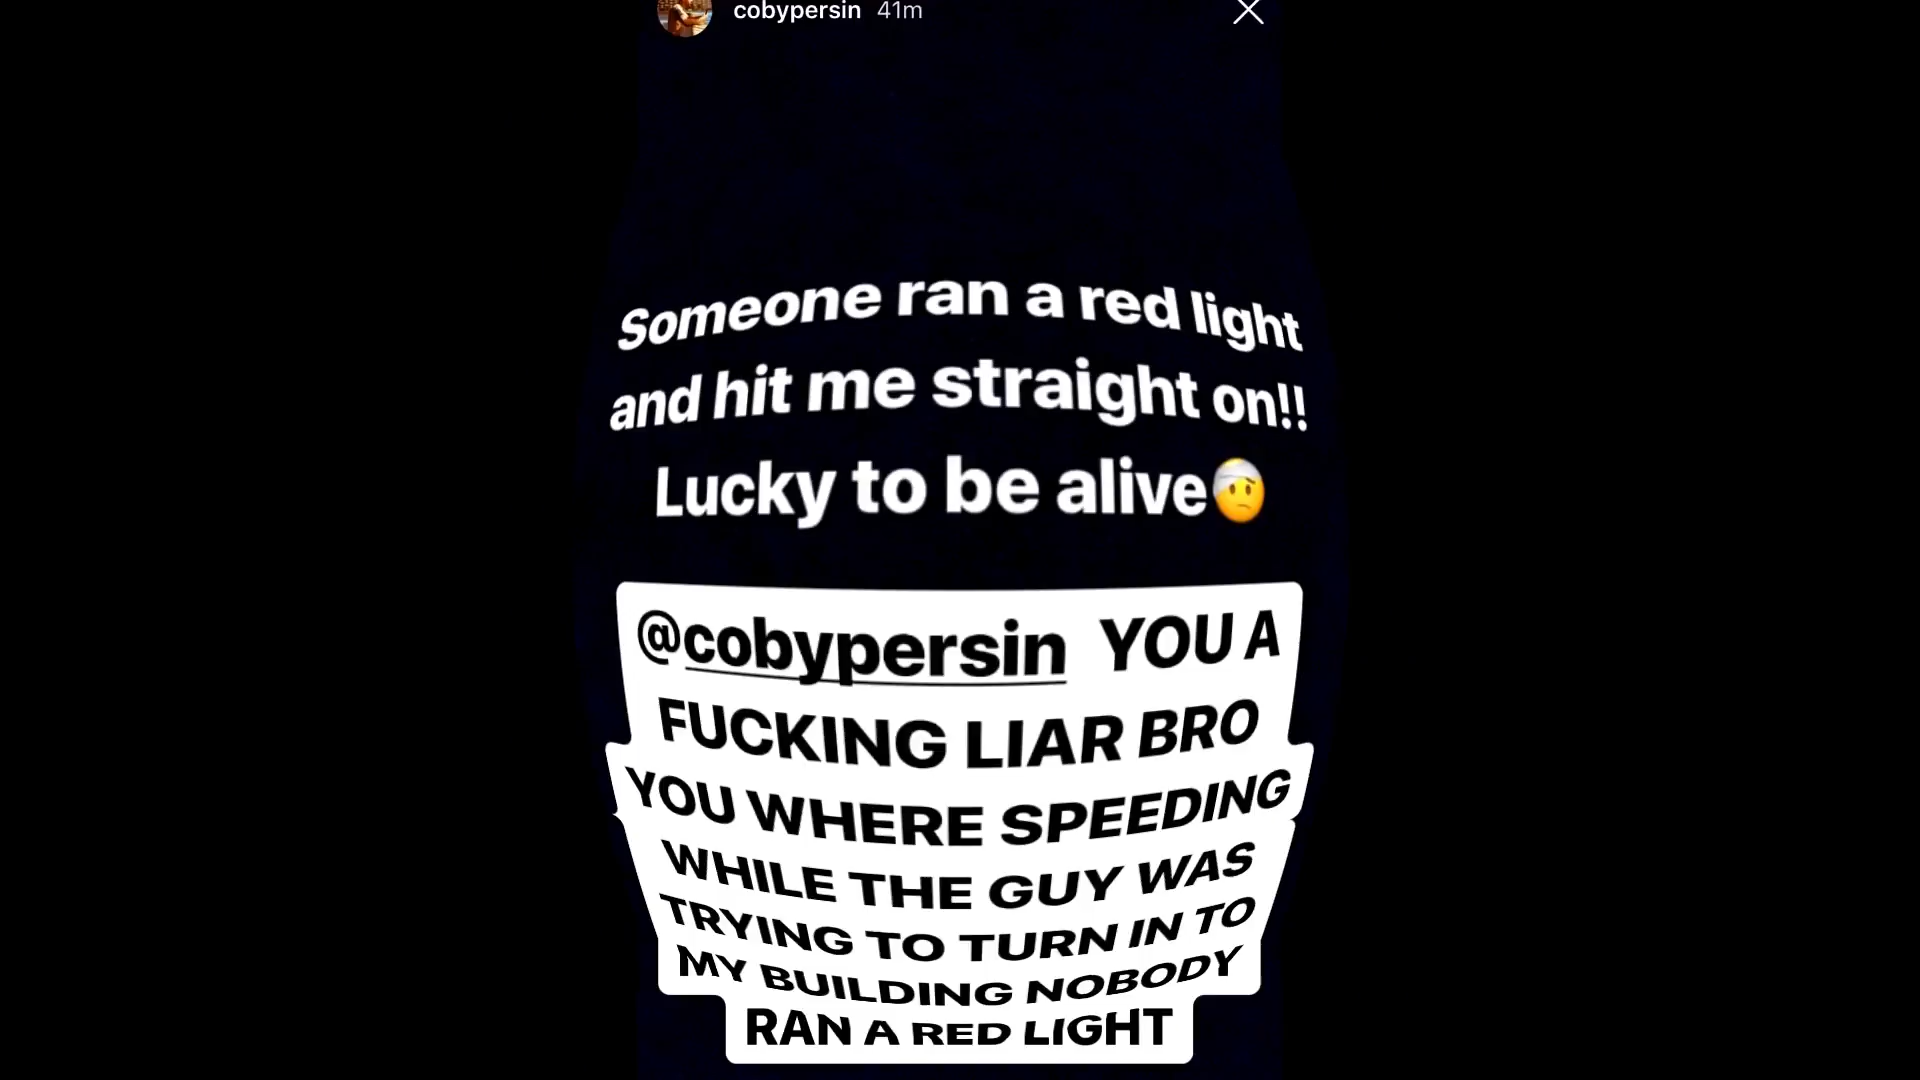 cobypersin 41m
Someone ran a red light
and hit me straight on!!
Lucky to be alive🤕
@cobypersin YOU A
FUCKING LIAR BRO
YOU WHERE SPEEDING
WHILE THE GUY WAS
TRYING TO TURN IN TO
MY BUILDING NOBODY
RAN A RED LIGHT